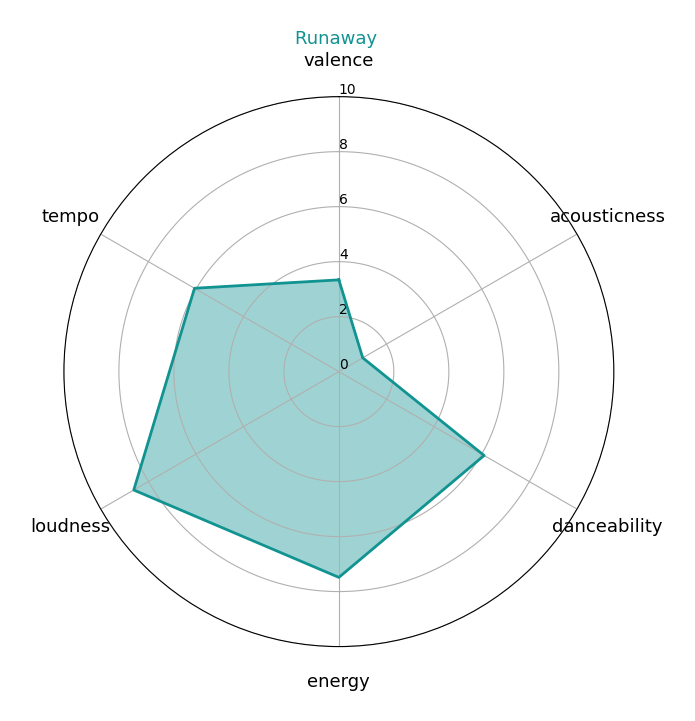 Runaway
valence
10
8
tempo
acousticness
6
4
2
0
loudness
danceability
energy